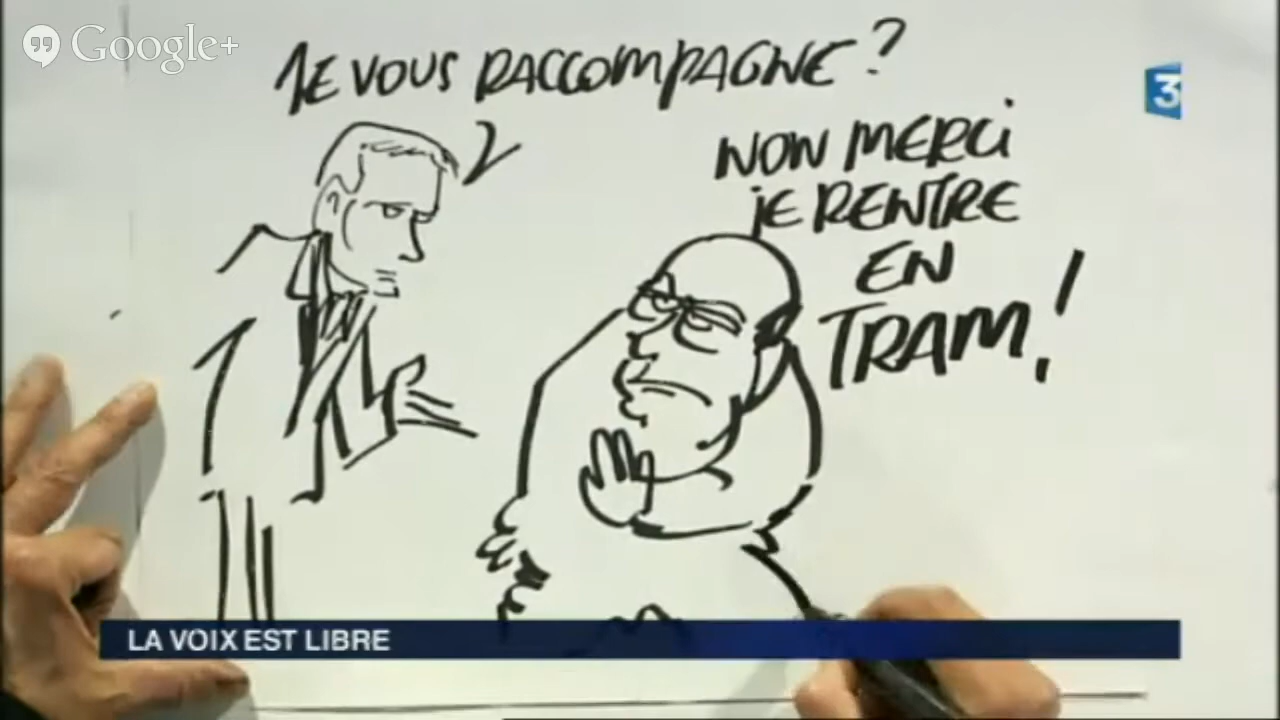 Google+
JE VOUS RACCOMPAGNE ?
3
NON MERCI
JE RENTRE
EN
TRAM !
LA VOIX EST LIBRE